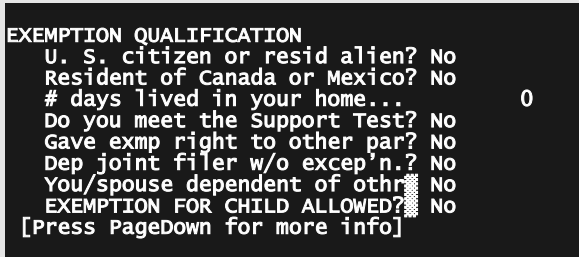 EXEMPTION QUALIFICATION
U. S. citizen or resid alien? No
Resident of Canada or Mexico? No
# days lived in your home... 0
Do you meet the Support Test? No
Gave exmp right to other par? No
Dep joint filer w/o excep'n.? No
You/spouse dependent of othr No
EXEMPTION FOR CHILD ALLOWED? No
[Press PageDown for more info]